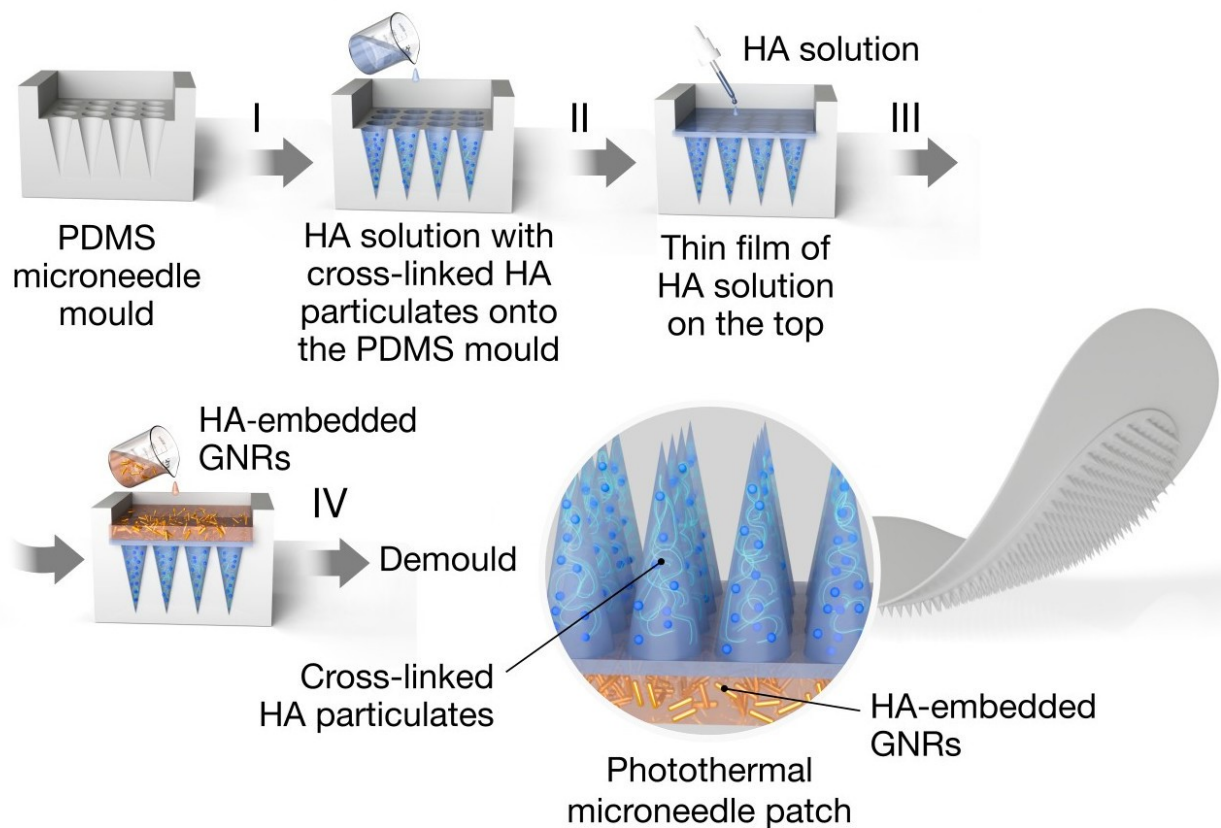 HA solution
I
II
III
PDMS
microneedle
mould
HA solution with
cross-linked HA
particulates onto
the PDMS mould
Thin film of
HA solution
on the top
HA-embedded
GNRs
IV
Demould
Cross-linked
HA particulates
HA-embedded
GNRs
Photothermal
microneedle patch